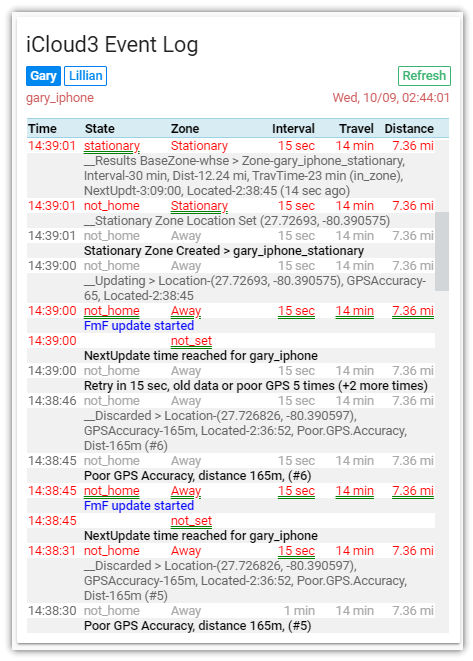 iCloud3 Event Log
Gary Lillian Refresh
gary_iphone Wed, 10/09, 02:44:01
Time State Zone Interval Travel Distance
14:39:01 stationary Stationary 15 sec 14 min 7.36 mi
__Results BaseZone-whse > Zone-gary_iphone_stationary,
Interval-30 min, Dist-12.24 mi, TravTime-23 min (in_zone),
NextUpdt-3:09:00, Located-2:38:45 (14 sec ago)
14:39:01 not_home Stationary 15 sec 14 min 7.36 mi
__Stationary Zone Location Set (27.72693, -80.390575)
14:39:01 not_home Away 15 sec 14 min 7.36 mi
Stationary Zone Created > gary_iphone_stationary
14:39:00 not_home Away 15 sec 14 min 7.36 mi
__Updating > Location-(27.72693, -80.390575), GPSAccuracy-
65, Located-2:38:45
14:39:00 not_home Away 15 sec 14 min 7.36 mi
FmF update started
14:39:00 not_set
NextUpdate time reached for gary_iphone
14:39:00 not_home Away 15 sec 14 min 7.36 mi
Retry in 15 sec, old data or poor GPS 5 times (+2 more times)
14:38:46 not_home Away 15 sec 14 min 7.36 mi
__Discarded > Location-(27.726826, -80.390597),
GPSAccuracy-165m, Located-2:36:52, Poor.GPS.Accuracy,
Dist-165m (#6)
14:38:45 not_home Away 15 sec 14 min 7.36 mi
Poor GPS Accuracy, distance 165m, (#6)
14:38:45 not_home Away 15 sec 14 min 7.36 mi
FmF update started
14:38:45 not_set
NextUpdate time reached for gary_iphone
14:38:31 not_home Away 15 sec 14 min 7.36 mi
__Discarded > Location-(27.726826, -80.390597),
GPSAccuracy-165m, Located-2:36:52, Poor.GPS.Accuracy,
Dist-165m (#5)
14:38:30 not_home Away 1 min 14 min 7.36 mi
Poor GPS Accuracy, distance 165m, (#5)